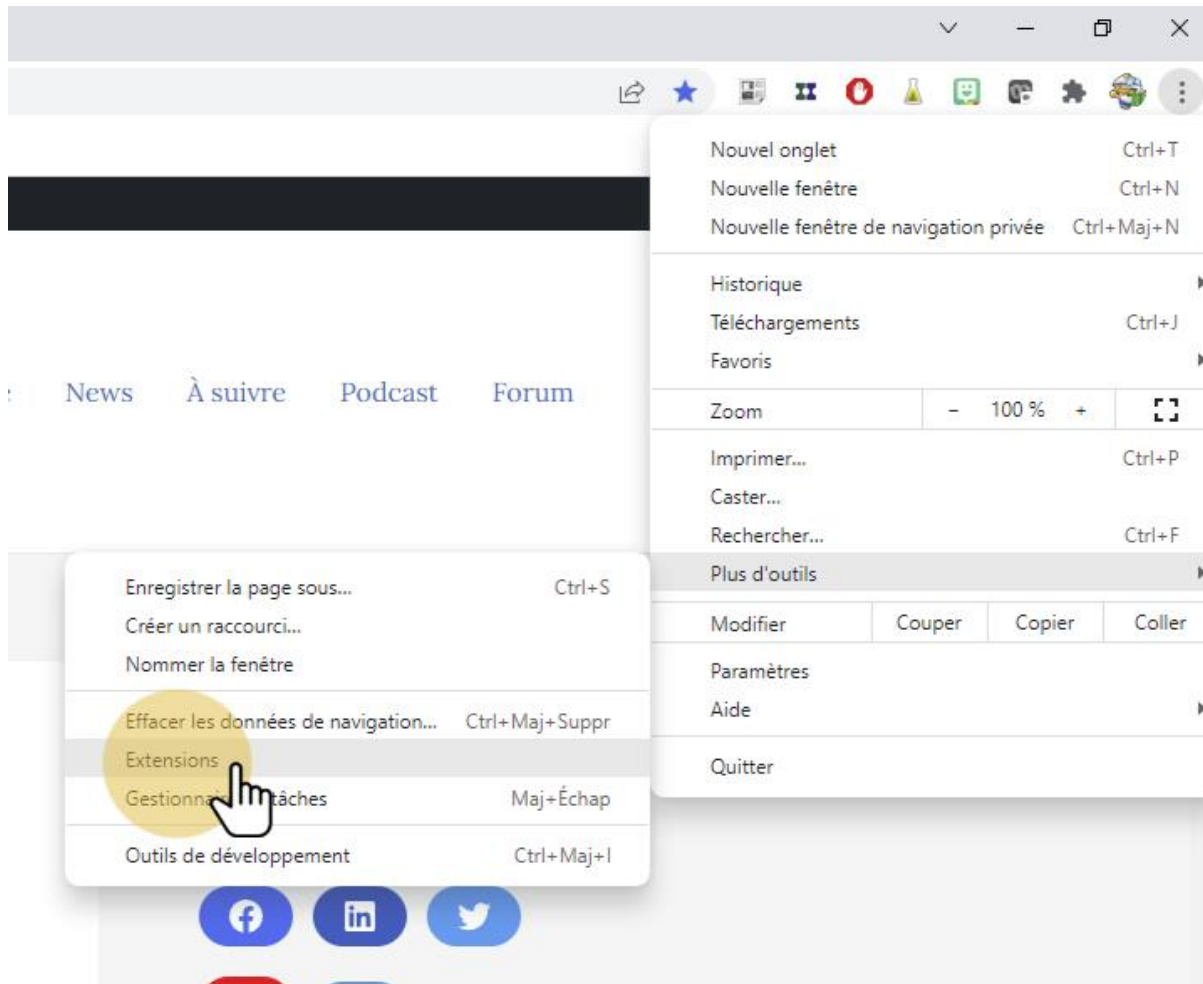 Nouvel onglet Ctrl+T
Nouvelle fenêtre Ctrl+N
Nouvelle fenêtre de navigation privée Ctrl+Maj+N
Historique
Téléchargements Ctrl+J
Favoris
News À suivre Podcast Forum
Zoom - 100 % +
Imprimer... Ctrl+P
Caster...
Rechercher... Ctrl+F
Plus d'outils
Modifier Couper Copier Coller
Paramètres
Aide
Quitter
Enregistrer la page sous... Ctrl+S
Créer un raccourci...
Nommer la fenêtre
Effacer les données de navigation... Ctrl+Maj+Suppr
Extensions
tâches Maj+Échap
Outils de développement Ctrl+Maj+I